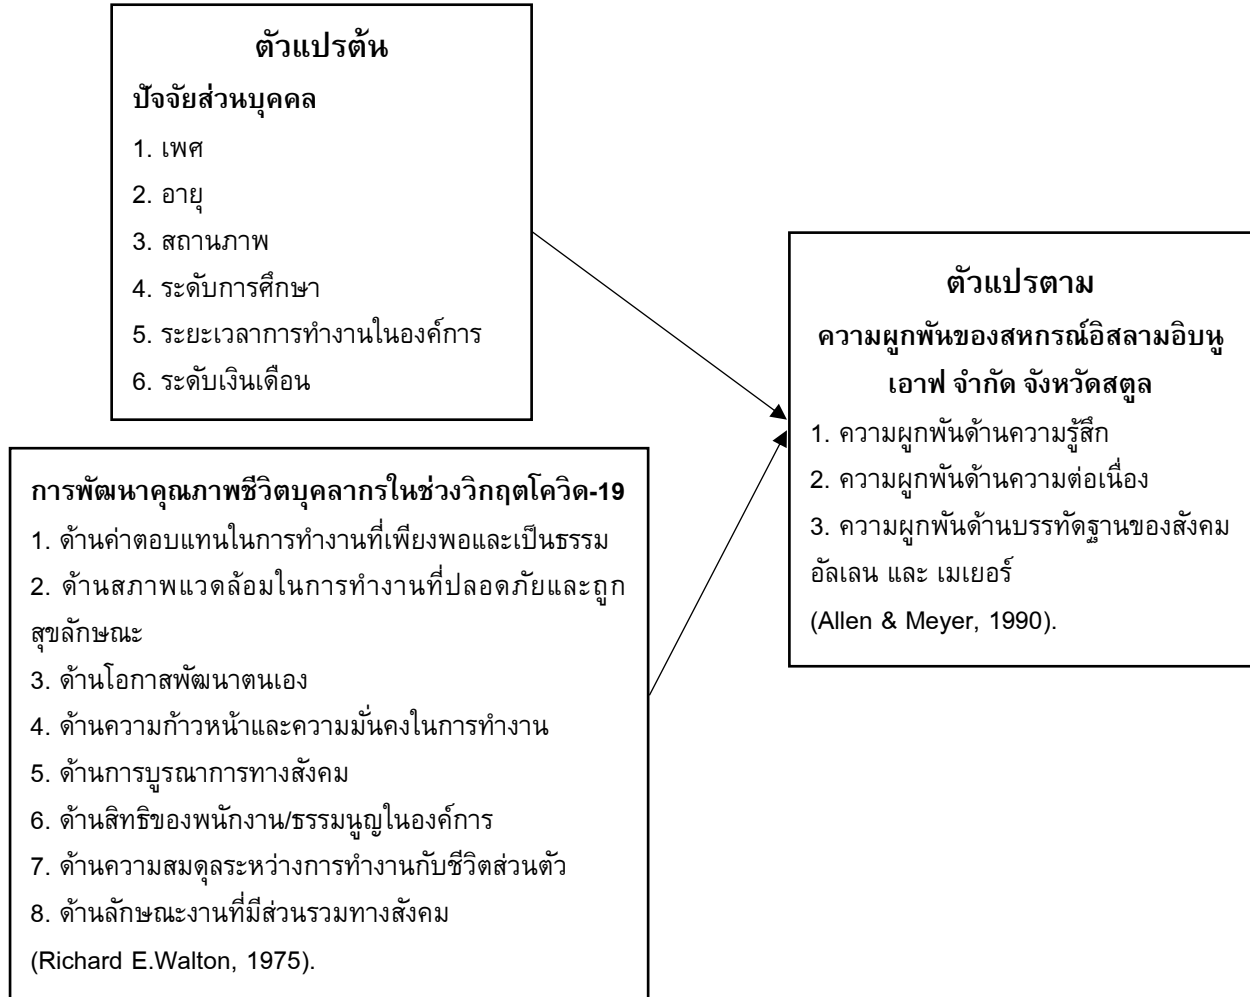 ตัวแปรต้น
ปัจจัยส่วนบุคคล
1. เพศ
2. อายุ
3. สถานภาพ
4. ระดับการศึกษา
5. ระยะเวลาการทำงานในองค์การ
6. ระดับเงินเดือน
การพัฒนาคุณภาพชีวิตบุคลากรในช่วงวิกฤตโควิด-19
1. ด้านค่าตอบแทนในการทำงานที่เพียงพอและเป็นธรรม
2. ด้านสภาพแวดล้อมในการทำงานที่ปลอดภัยและถูก
สุขลักษณะ
3. ด้านโอกาสพัฒนาตนเอง
4. ด้านความก้าวหน้าและความมั่นคงในการทำงาน
5. ด้านการบูรณาการทางสังคม
6. ด้านสิทธิของพนักงาน/ธรรมนูญในองค์การ
7. ด้านความสมดุลระหว่างการทำงานกับชีวิตส่วนตัว
8. ด้านลักษณะงานที่มีส่วนรวมทางสังคม
(Richard E.Walton, 1975).
ตัวแปรตาม
ความผูกพันของสหกรณ์อิสลามอิบนู
เอาฟ จำกัด จังหวัดสตูล
1. ความผูกพันด้านความรู้สึก
2. ความผูกพันด้านความต่อเนื่อง
3. ความผูกพันด้านบรรทัดฐานของสังคม
อัลเลน และ เมเยอร์
(Allen & Meyer, 1990).